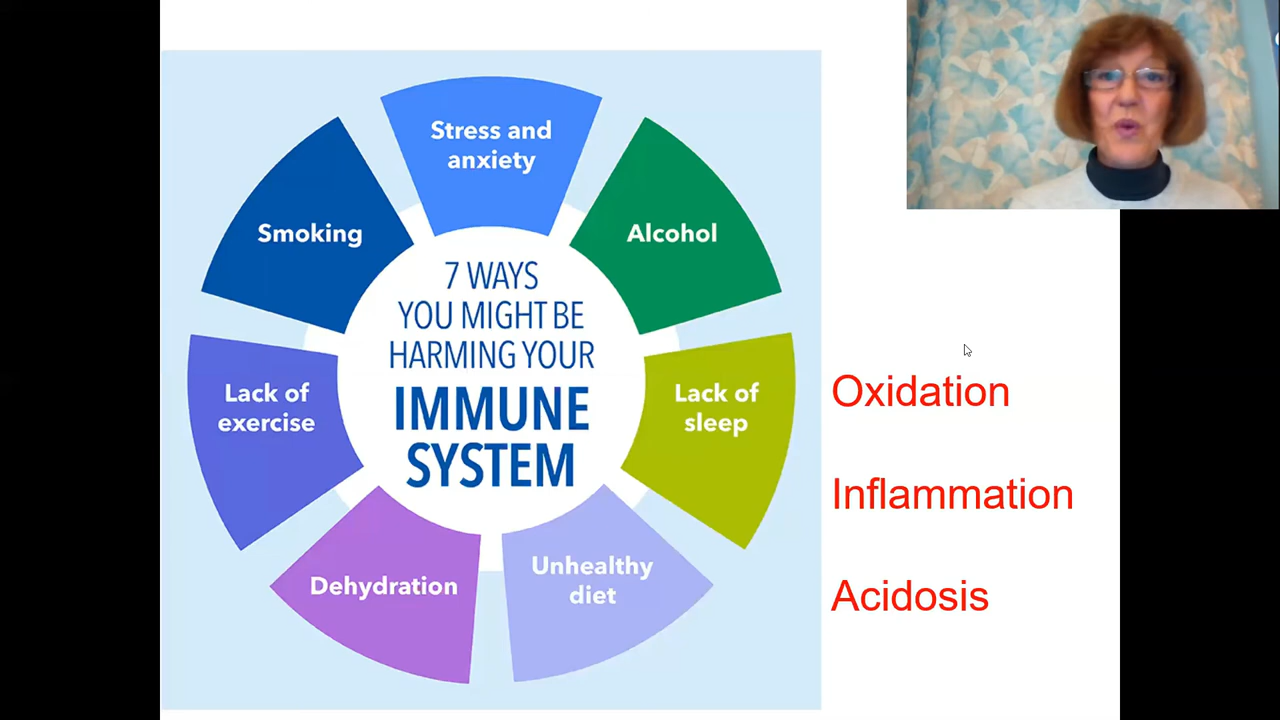 Stress and
anxiety
Alcohol
Lack of
sleep
Unhealthy
diet
Dehydration
Lack of
exercise
Smoking
7 WAYS
YOU MIGHT BE
HARMING YOUR
IMMUNE
SYSTEM
Oxidation
Inflammation
Acidosis